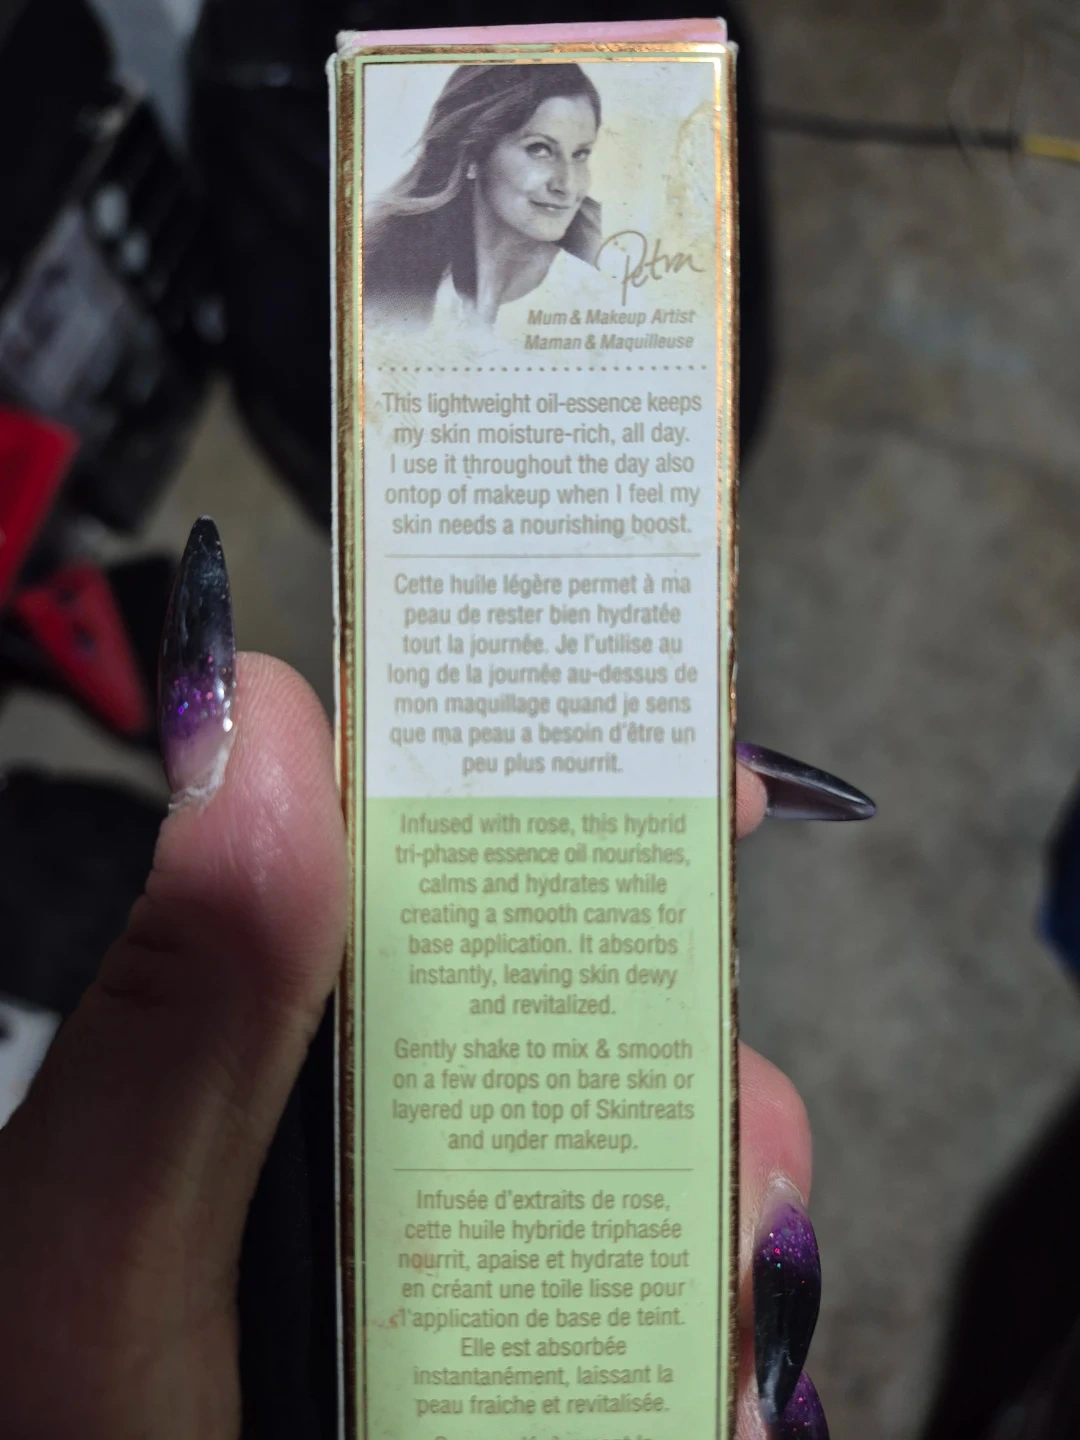 Petra
Mum & Makeup Artist
Maman & Maquilleuse
This lightweight oil-essence keeps
my skin moisture-rich, all day.
I use it throughout the day also
ontop of makeup when I feel my
skin needs a nourishing boost.
Cette huile légère permet à ma
peau de rester bien hydratée
tout la journée. Je l'utilise au
long de la journée au-dessus de
mon maquillage quand je sens
que ma peau a besoin d'être un
peu plus nourrit.
Infused with rose, this hybrid
tri-phase essence oil nourishes,
calms and hydrates while
creating a smooth canvas for
base application. It absorbs
instantly, leaving skin dewy
and revitalized.
Gently shake to mix & smooth
on a few drops on bare skin or
layered up on top of Skintreats
and under makeup.
Infusée d'extraits de rose,
cette huile hybride triphasée
nourrit, apaise et hydrate tout
en créant une toile lisse pour
l'application de base de teint.
Elle est absorbée
instantanément, laissant la
peau fraiche et revitalisée.